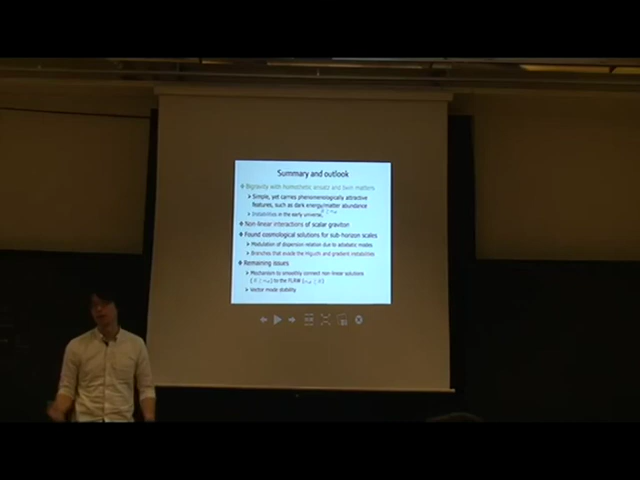 Summary and outlook
Bigravity with homothetic ansatz and twin matters
Simple, yet carries phenomenologically attractive
features, such as dark energy/matter abundance
Instabilities in the early universe,
Non-linear interactions of scalar graviton
Found cosmological solutions for sub-horizon scales
Modulation of dispersion relation due to adiabatic modes
Branches that avoid the Higuchi and gradient instabilities
Remaining issues
Mechanism to smoothly connect non-linear solutions
to the FLRW
Vector mode stability